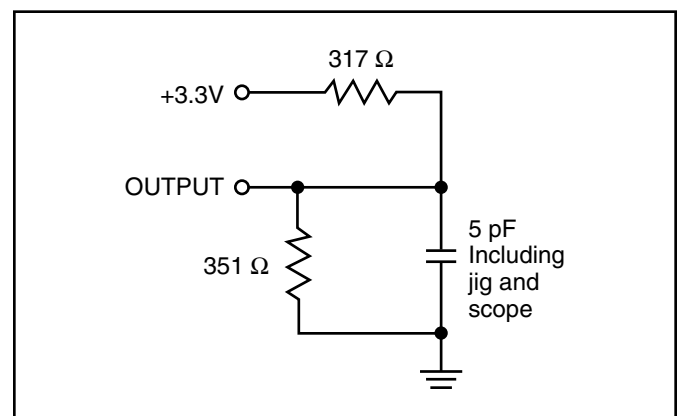 317 Ω
+3.3V
OUTPUT
351 Ω
5 pF
Including
jig and
scope